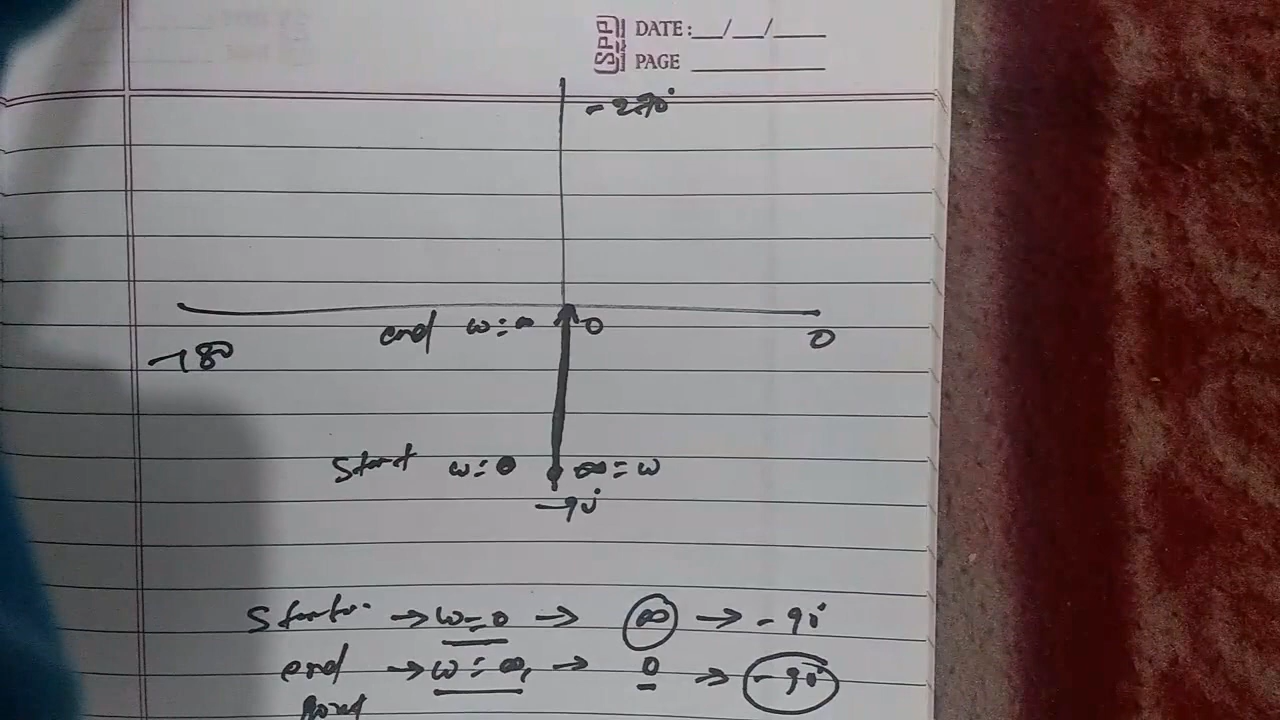 SPP DATE: __/__/____
PAGE ________
-270°
end ω=∞ 0
-180 0
Start ω=0 ∞=ω
-90°
Start → ω=0 → ∞ → -90°
end → ω=∞, → 0 → -90°